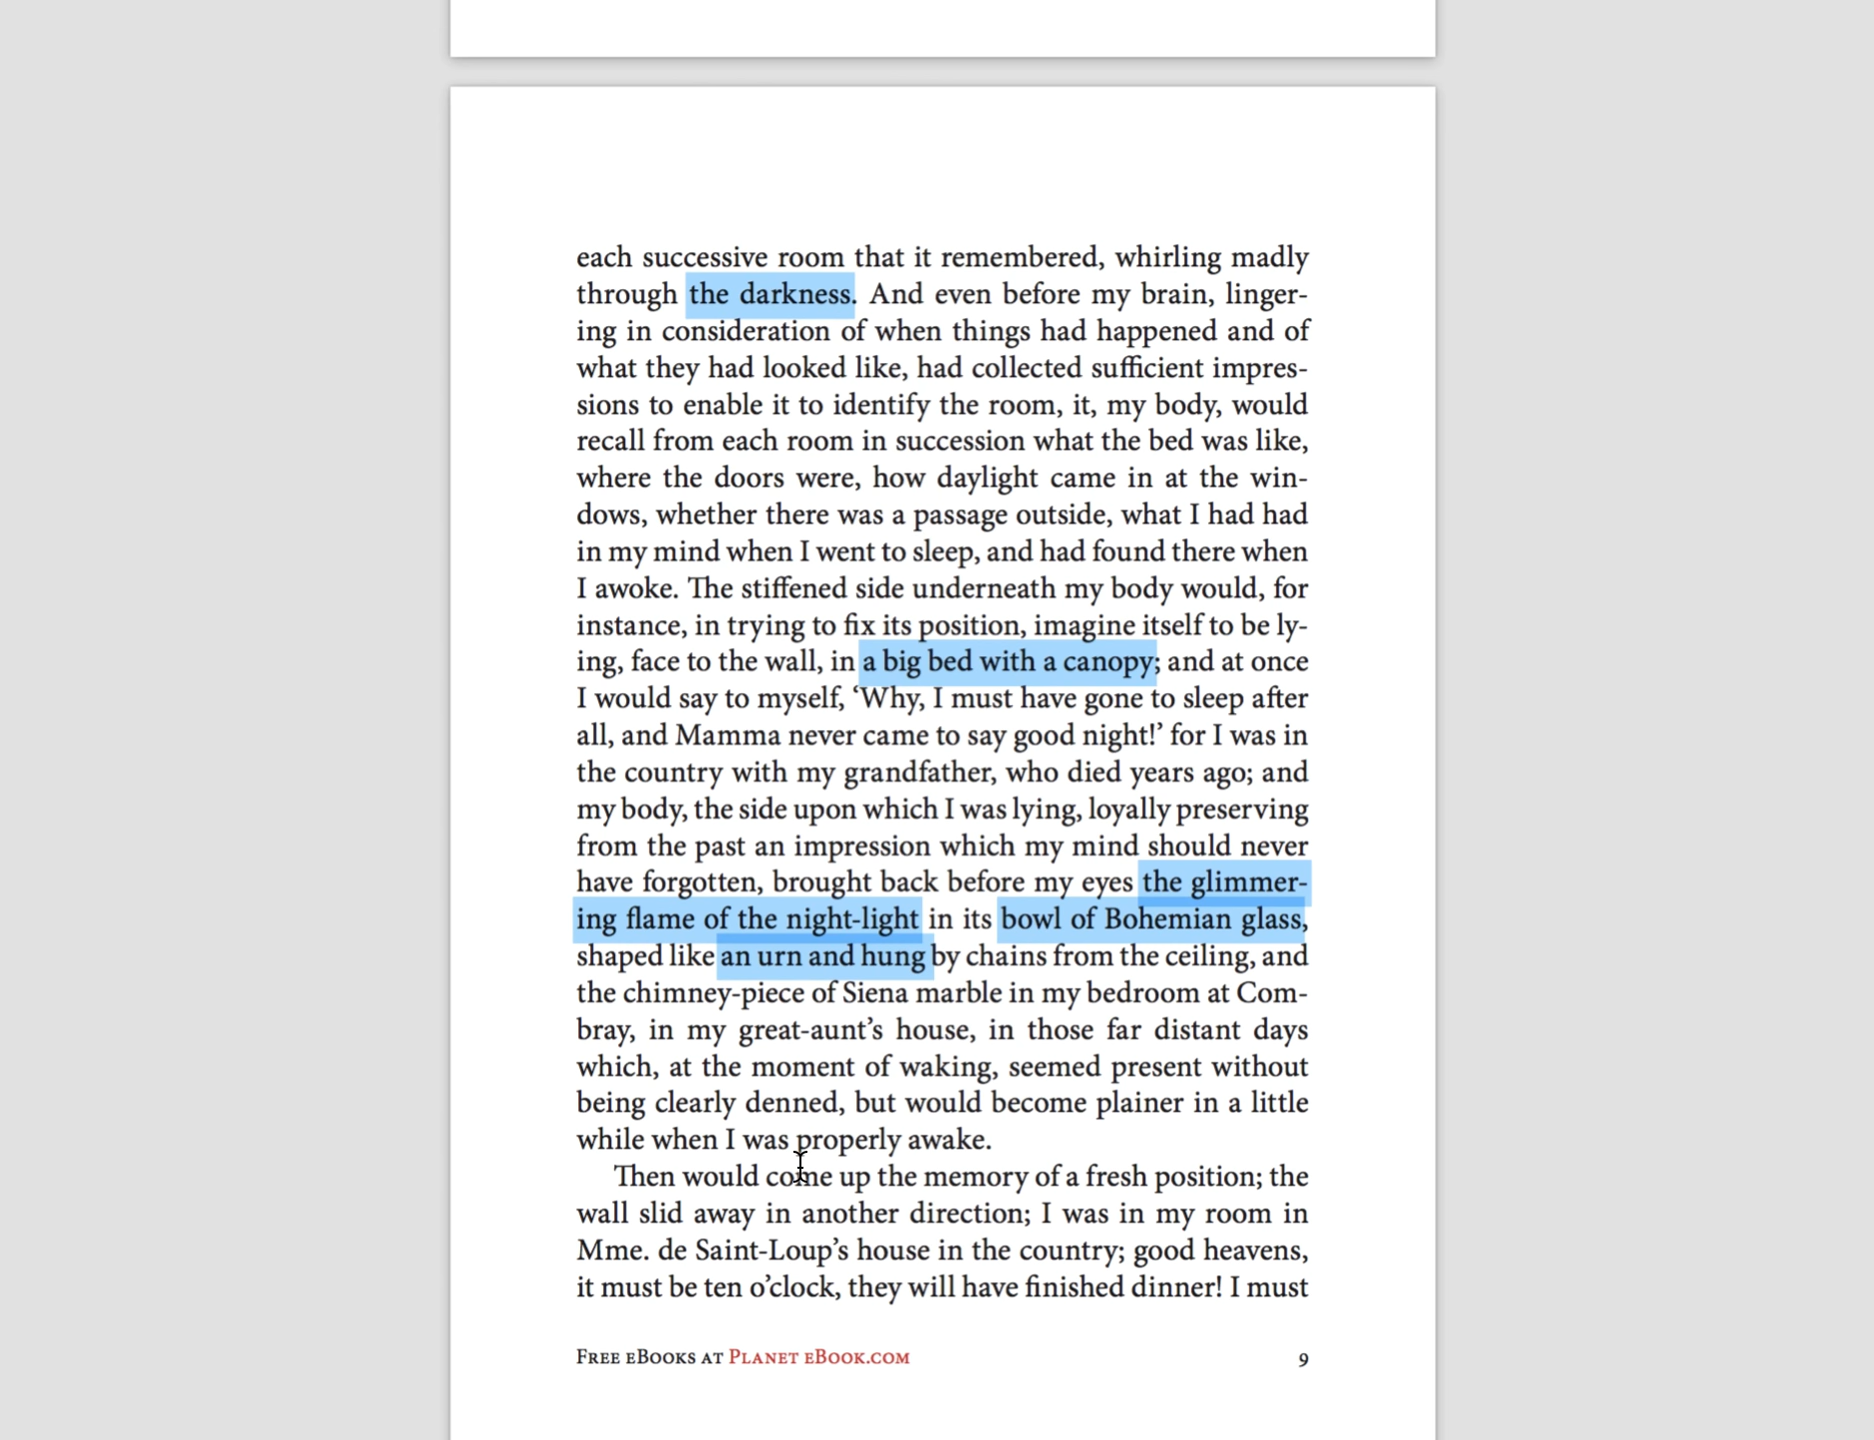 each successive room that it remembered, whirling madly
through the darkness. And even before my brain, linger-
ing in consideration of when things had happened and of
what they had looked like, had collected sufficient impres-
sions to enable it to identify the room, it, my body, would
recall from each room in succession what the bed was like,
where the doors were, how daylight came in at the win-
dows, whether there was a passage outside, what I had had
in my mind when I went to sleep, and had found there when
I awoke. The stiffened side underneath my body would, for
instance, in trying to fix its position, imagine itself to be ly-
ing, face to the wall, in a big bed with a canopy; and at once
I would say to myself, ‘Why, I must have gone to sleep after
all, and Mamma never came to say good night!’ for I was in
the country with my grandfather, who died years ago; and
my body, the side upon which I was lying, loyally preserving
from the past an impression which my mind should never
have forgotten, brought back before my eyes the glimmer-
ing flame of the night-light in its bowl of Bohemian glass,
shaped like an urn and hung by chains from the ceiling, and
the chimney-piece of Siena marble in my bedroom at Com-
bray, in my great-aunt’s house, in those far distant days
which, at the moment of waking, seemed present without
being clearly denned, but would become plainer in a little
while when I was properly awake.
Then would come up the memory of a fresh position; the
wall slid away in another direction; I was in my room in
Mme. de Saint-Loup’s house in the country; good heavens,
it must be ten o’clock, they will have finished dinner! I must
Free eBooks at Planet eBook.com 9